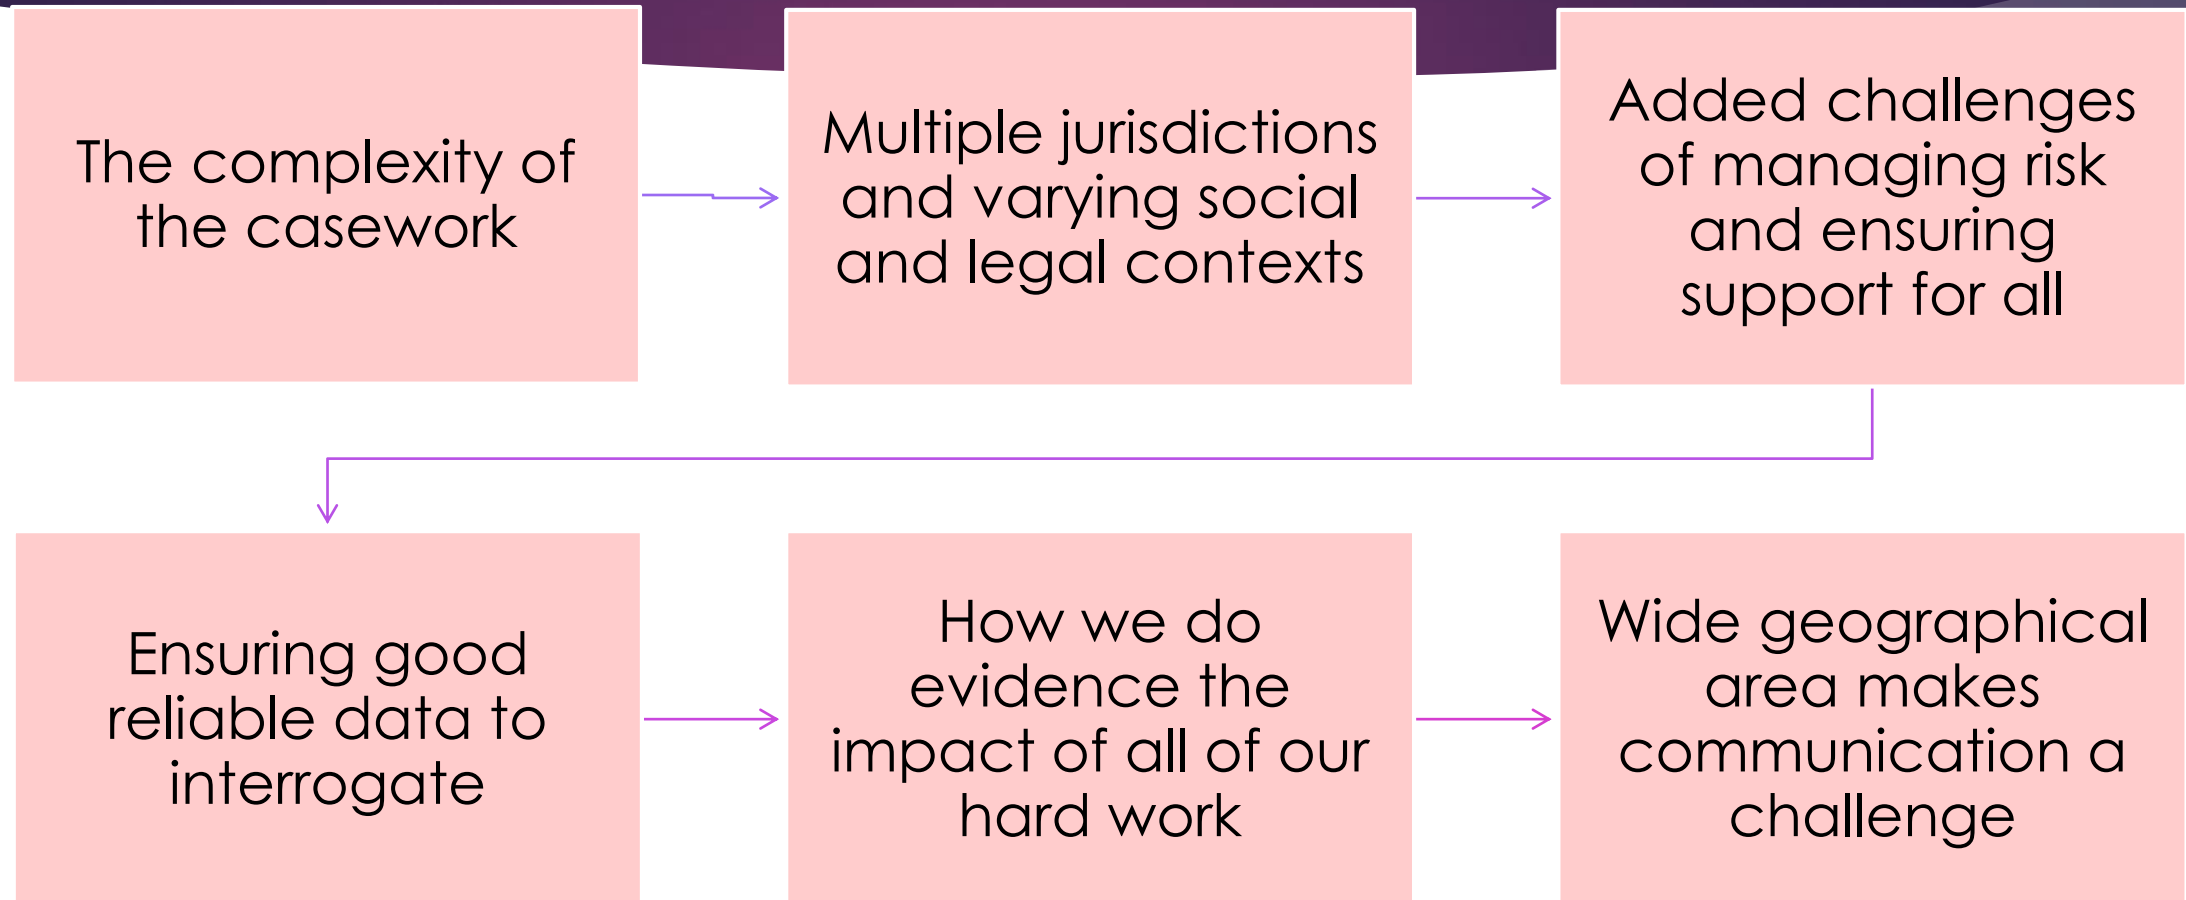 The complexity of
the casework
Multiple jurisdictions
and varying social
and legal contexts
Added challenges
of managing risk
and ensuring
support for all
Ensuring good
reliable data to
interrogate
How we do
evidence the
impact of all of our
hard work
Wide geographical
area makes
communication a
challenge